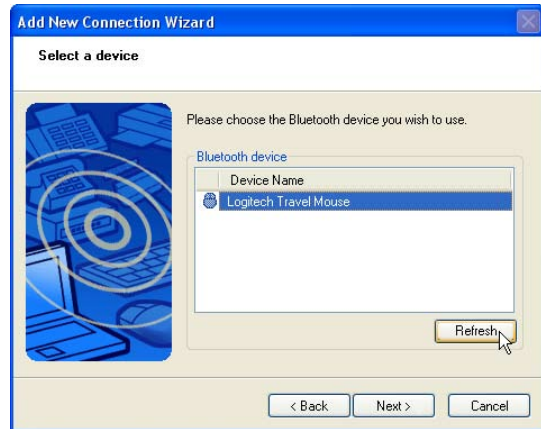 Add New Connection Wizard
Select a device
Please choose the Bluetooth device you wish to use.
Bluetooth device
Device Name
Logitech Travel Mouse
Refresh
< Back
Next >
Cancel